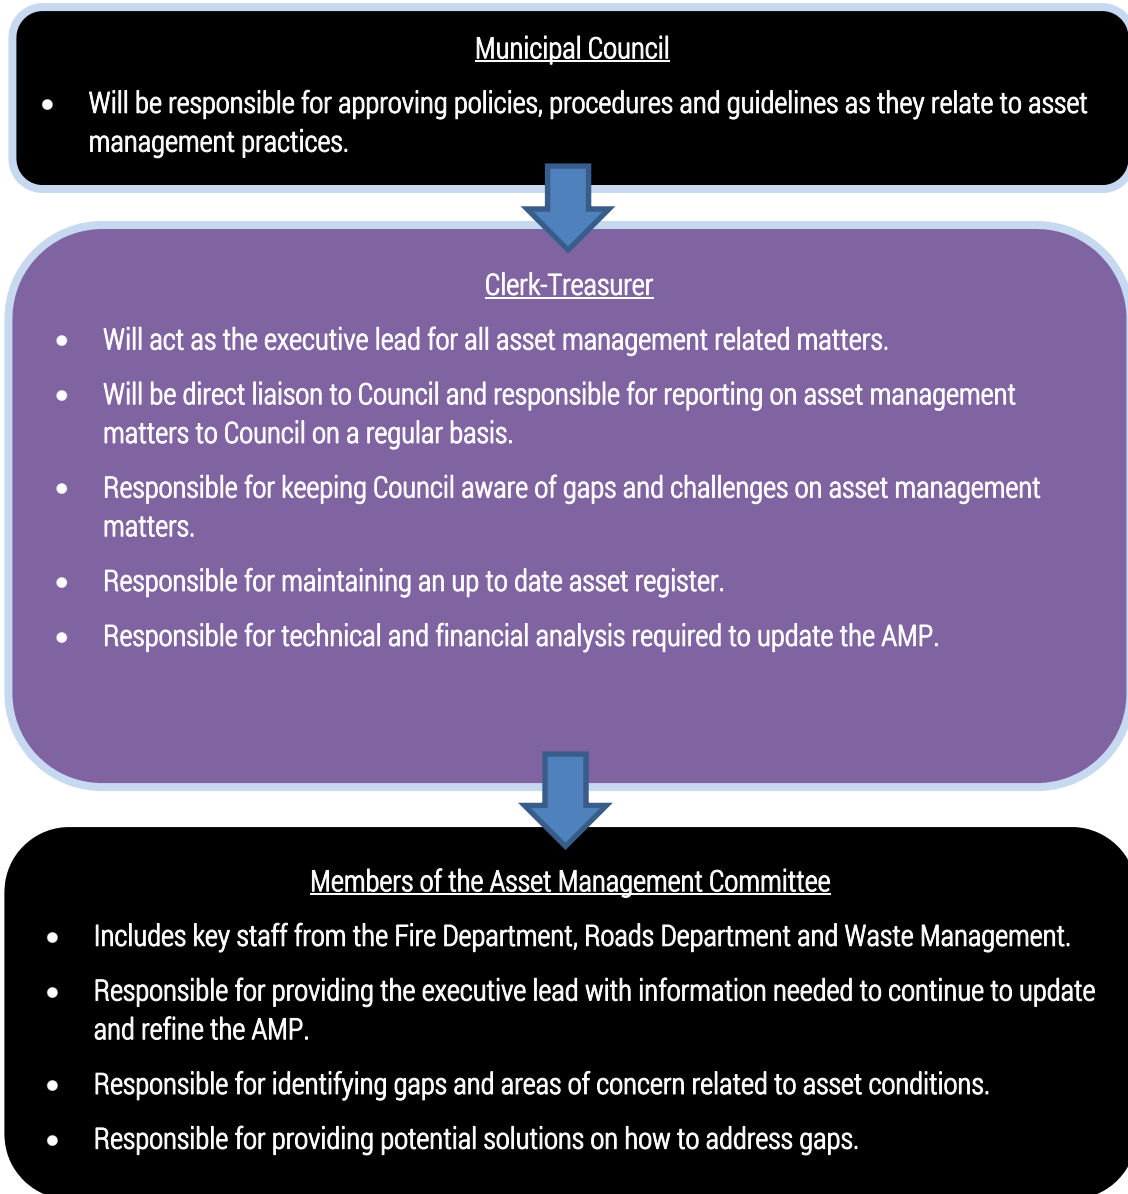 Municipal Council
• Will be responsible for approving policies, procedures and guidelines as they relate to asset
management practices.
Clerk-Treasurer
• Will act as the executive lead for all asset management related matters.
• Will be direct liaison to Council and responsible for reporting on asset management
matters to Council on a regular basis.
• Responsible for keeping Council aware of gaps and challenges on asset management
matters.
• Responsible for maintaining an up to date asset register.
• Responsible for technical and financial analysis required to update the AMP.
Members of the Asset Management Committee
• Includes key staff from the Fire Department, Roads Department and Waste Management.
• Responsible for providing the executive lead with information needed to continue to update
and refine the AMP.
• Responsible for identifying gaps and areas of concern related to asset conditions.
• Responsible for providing potential solutions on how to address gaps.